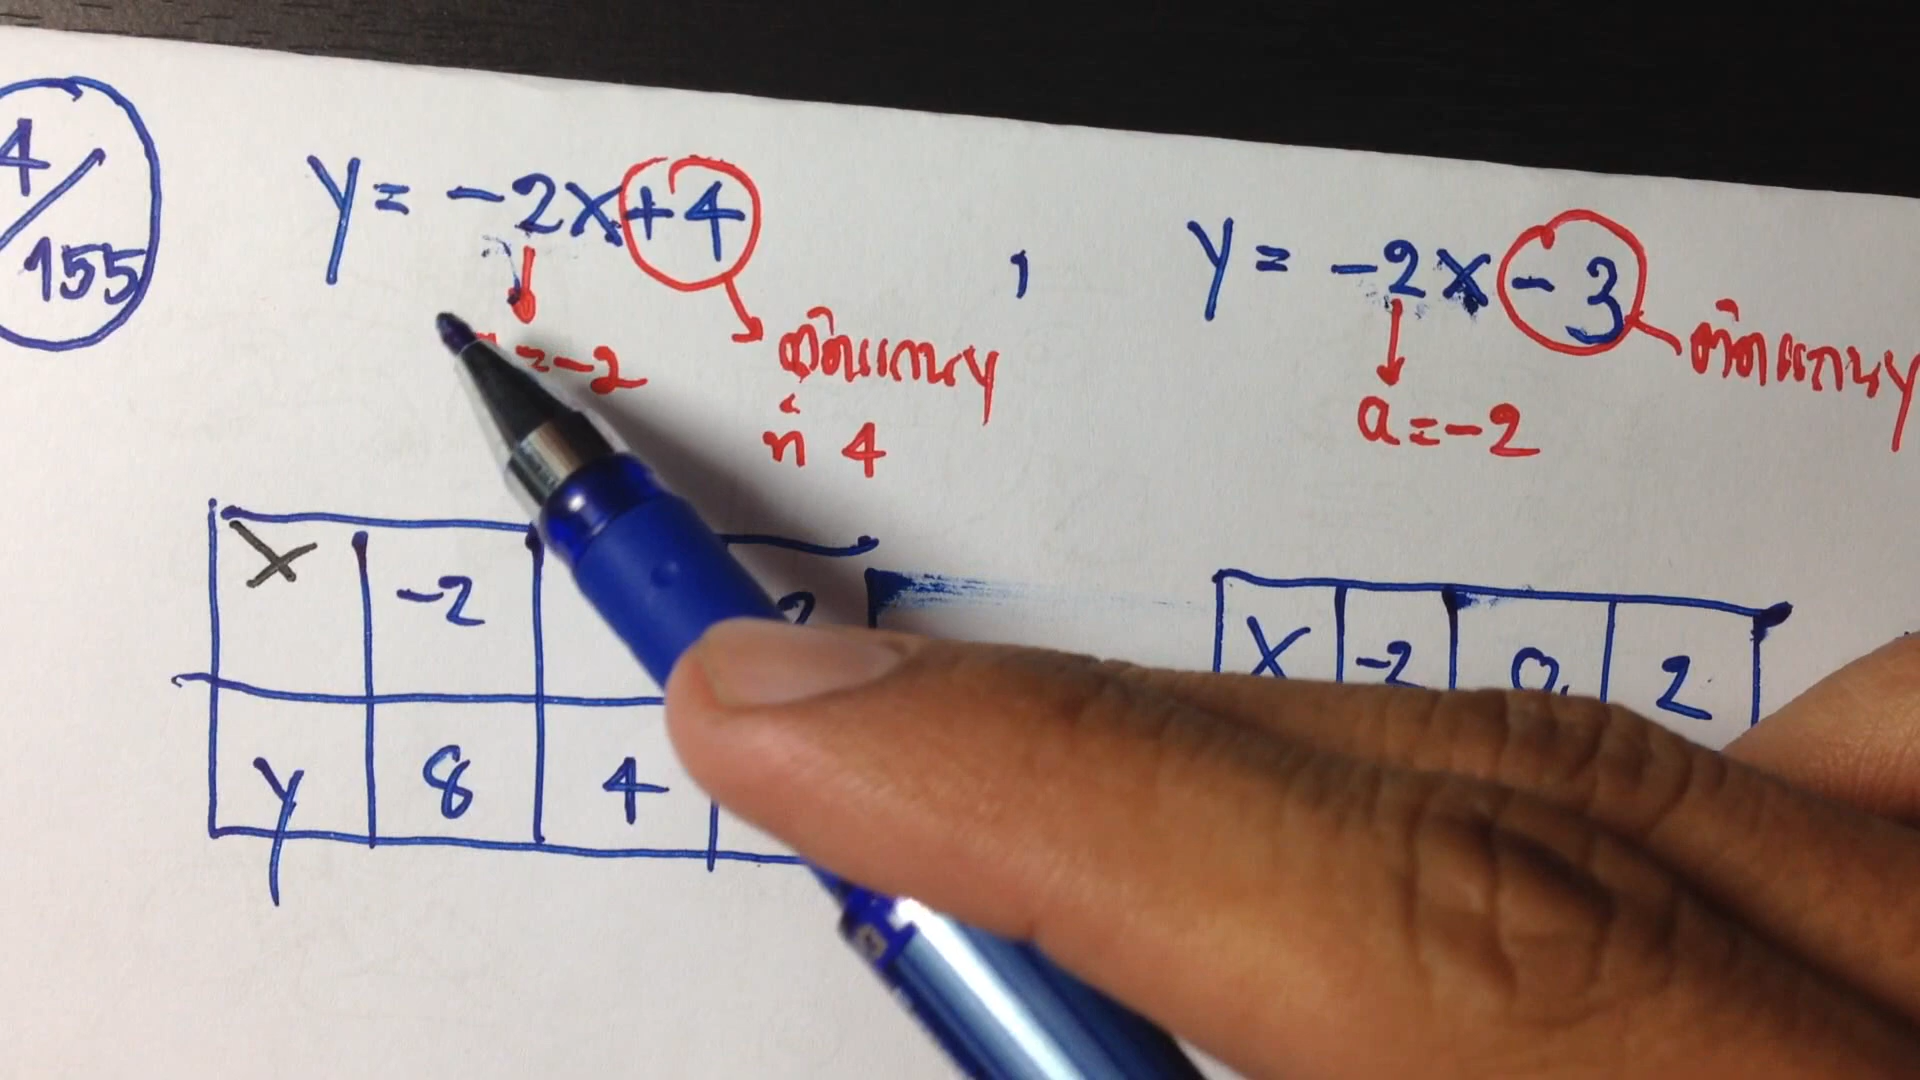 4/155
y = -2x+4 , y = -2x-3
= -2
ตัดแกน y
ที่ 4
a = -2
ตัดแกน y
X -2 2
y 8 4
X -2 0 2